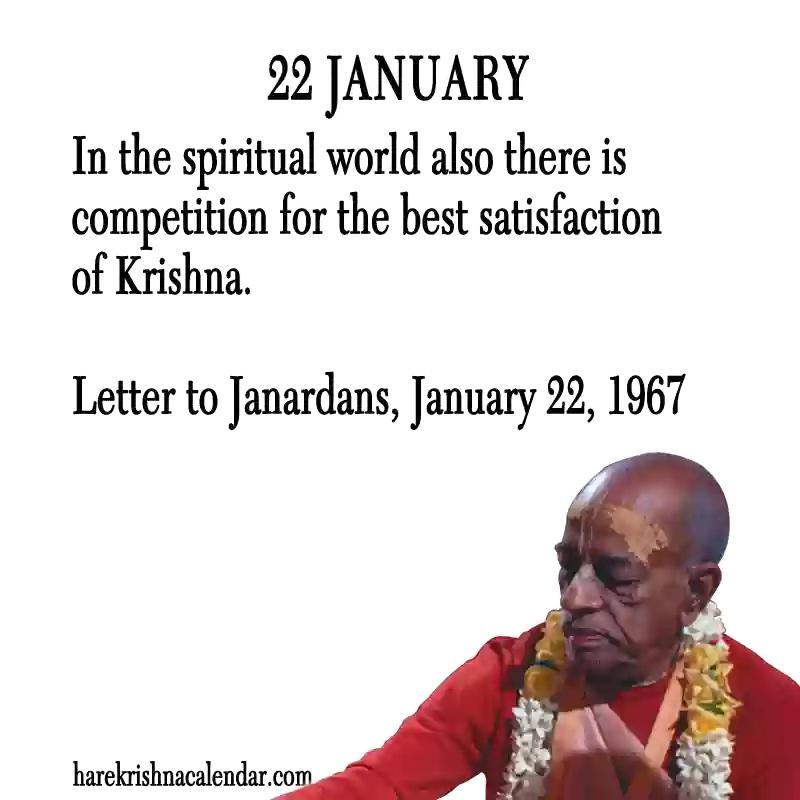 22 JANUARY
In the spiritual world also there is
competition for the best satisfaction
of Krishna.
Letter to Janardans, January 22, 1967
harekrishnacalendar.com